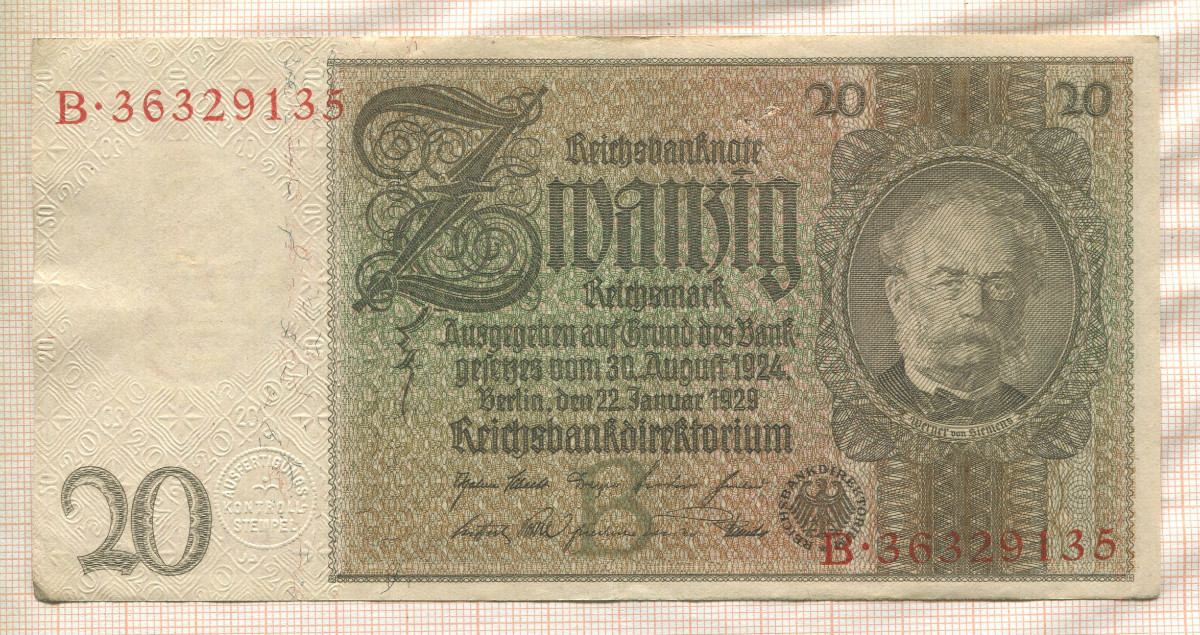 B·36329135
20
20
Reichsbanknote
Zwanzig
Reichsmark
Ausgegeben auf Grund des Bank-
gesetzes vom 30. August 1924.
Berlin, den 22. Januar 1929
Reichsbankdirektorium
Werner von Siemens
B
REICHSBANKDIREKTORIUM
B·36329135
20
AUSFERTIGUNGS-
KONTROLL-
STEMPEL